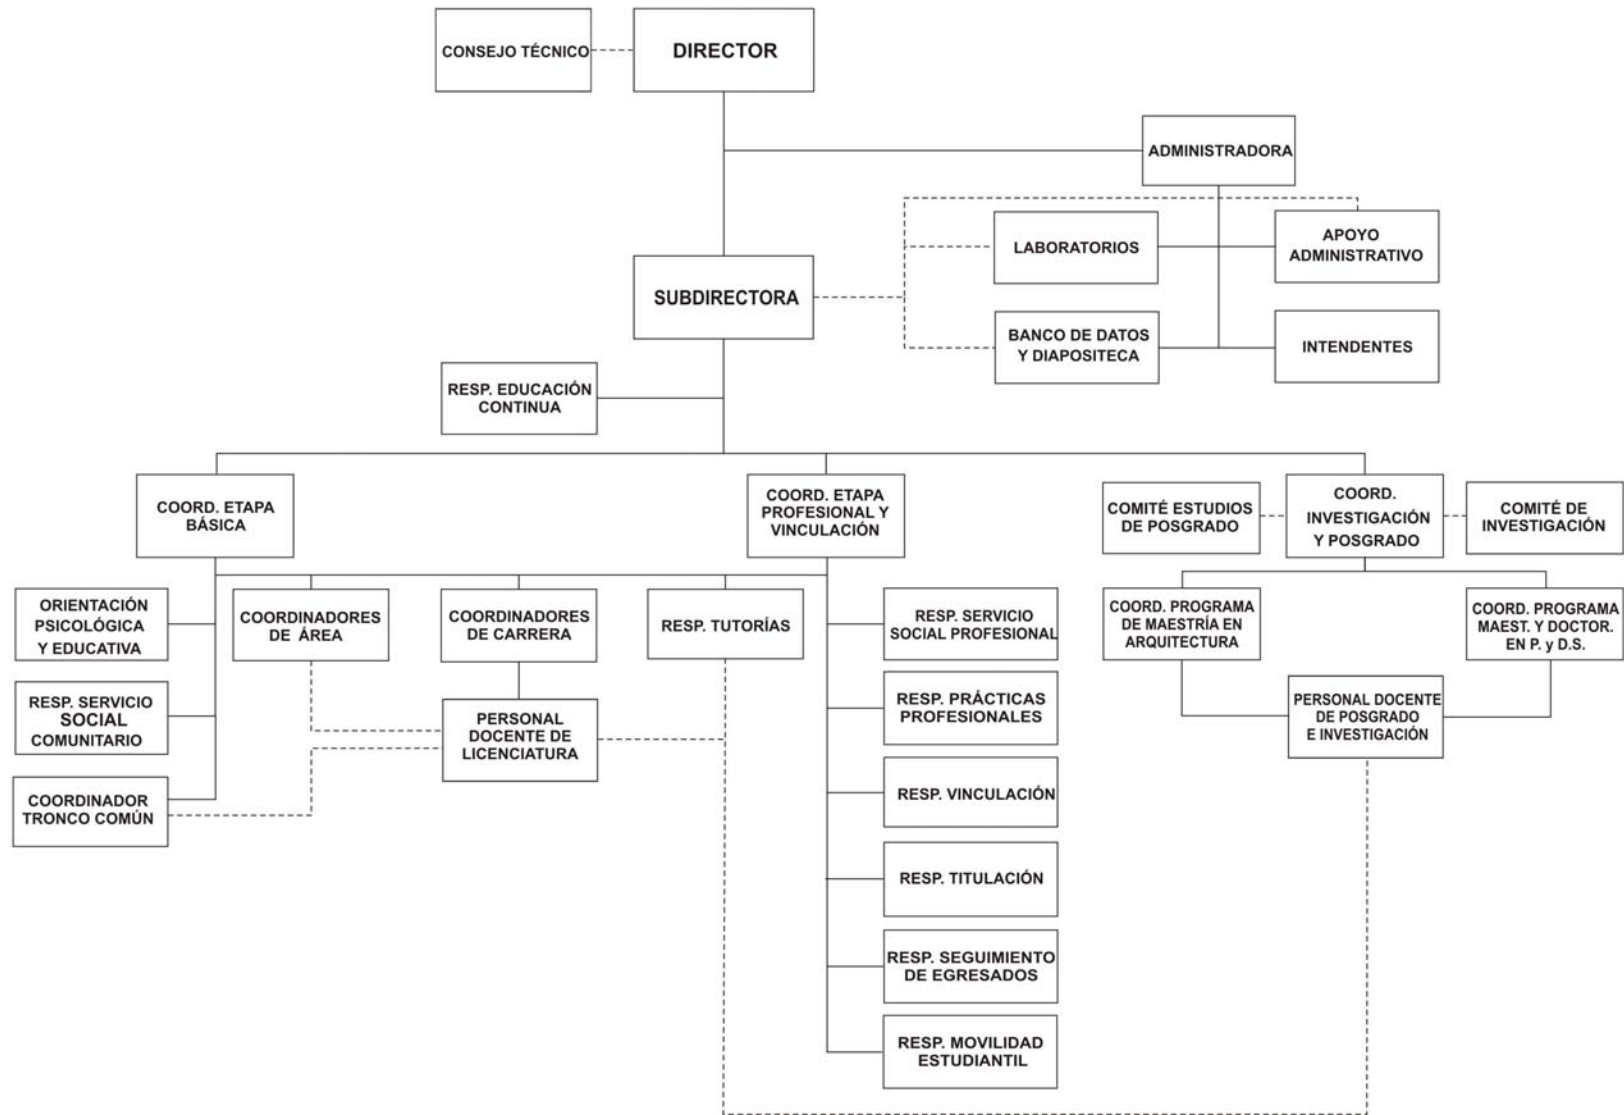 CONSEJO TÉCNICO
DIRECTOR
ADMINISTRADORA
LABORATORIOS
APOYO
ADMINISTRATIVO
SUBDIRECTORA
BANCO DE DATOS
Y DIAPOSITECA
INTENDENTES
RESP. EDUCACIÓN
CONTINUA
COORD. ETAPA
BÁSICA
COORD. ETAPA
PROFESIONAL Y
VINCULACIÓN
COMITÉ ESTUDIOS
DE POSGRADO
COORD.
INVESTIGACIÓN
Y POSGRADO
COMITÉ DE
INVESTIGACIÓN
ORIENTACIÓN
PSICOLÓGICA
Y EDUCATIVA
COORDINADORES
DE ÁREA
COORDINADORES
DE CARRERA
RESP. TUTORÍAS
RESP. SERVICIO
SOCIAL PROFESIONAL
COORD. PROGRAMA
DE MAESTRÍA EN
ARQUITECTURA
COORD. PROGRAMA
MAEST. Y DOCTOR.
EN P. y D.S.
RESP. SERVICIO
SOCIAL
COMUNITARIO
PERSONAL
DOCENTE DE
LICENCIATURA
RESP. PRÁCTICAS
PROFESIONALES
PERSONAL DOCENTE
DE POSGRADO
E INVESTIGACIÓN
COORDINADOR
TRONCO COMÚN
RESP. VINCULACIÓN
RESP. TITULACIÓN
RESP. SEGUIMIENTO
DE EGRESADOS
RESP. MOVILIDAD
ESTUDIANTIL